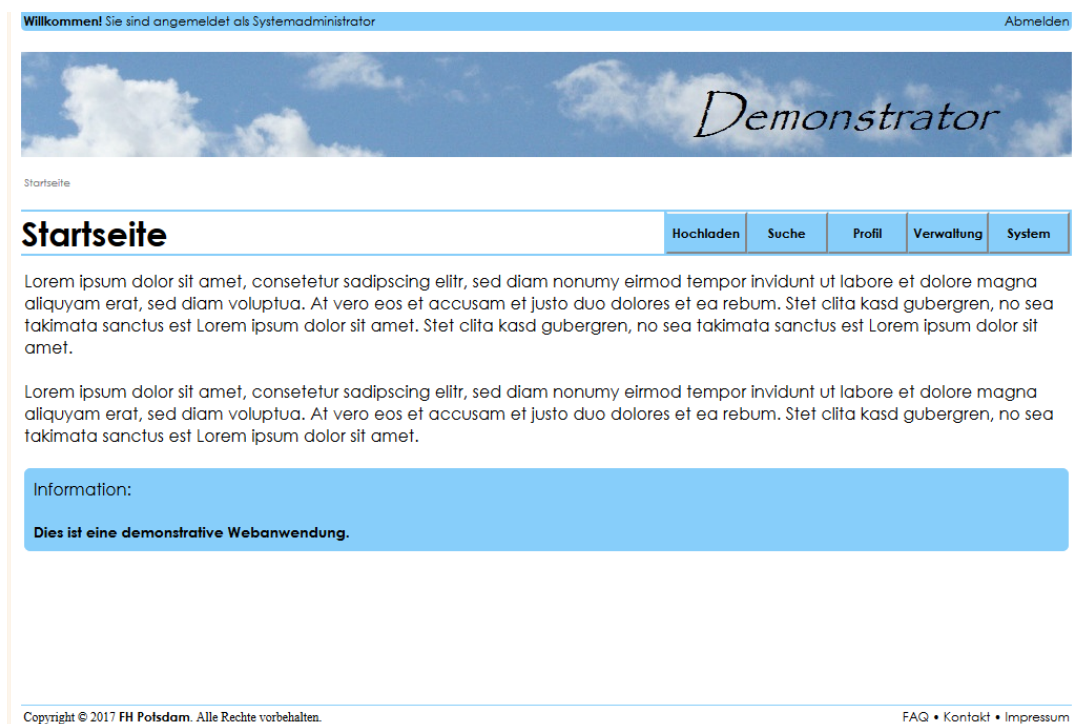 Willkommen! Sie sind angemeldet als Systemadministrator Abmelden
Demonstrator
Startseite
Startseite Hochladen Suche Profil Verwaltung System
Lorem ipsum dolor sit amet, consetetur sadipscing elitr, sed diam nonumy eirmod tempor invidunt ut labore et dolore magna
aliquyam erat, sed diam voluptua. At vero eos et accusam et justo duo dolores et ea rebum. Stet clita kasd gubergren, no sea
takimata sanctus est Lorem ipsum dolor sit amet. Stet clita kasd gubergren, no sea takimata sanctus est Lorem ipsum dolor sit
amet.
Lorem ipsum dolor sit amet, consetetur sadipscing elitr, sed diam nonumy eirmod tempor invidunt ut labore et dolore magna
aliquyam erat, sed diam voluptua. At vero eos et accusam et justo duo dolores et ea rebum. Stet clita kasd gubergren, no sea
takimata sanctus est Lorem ipsum dolor sit amet.
Information:
Dies ist eine demonstrative Webanwendung.
Copyright © 2017 FH Potsdam. Alle Rechte vorbehalten. FAQ • Kontakt • Impressum